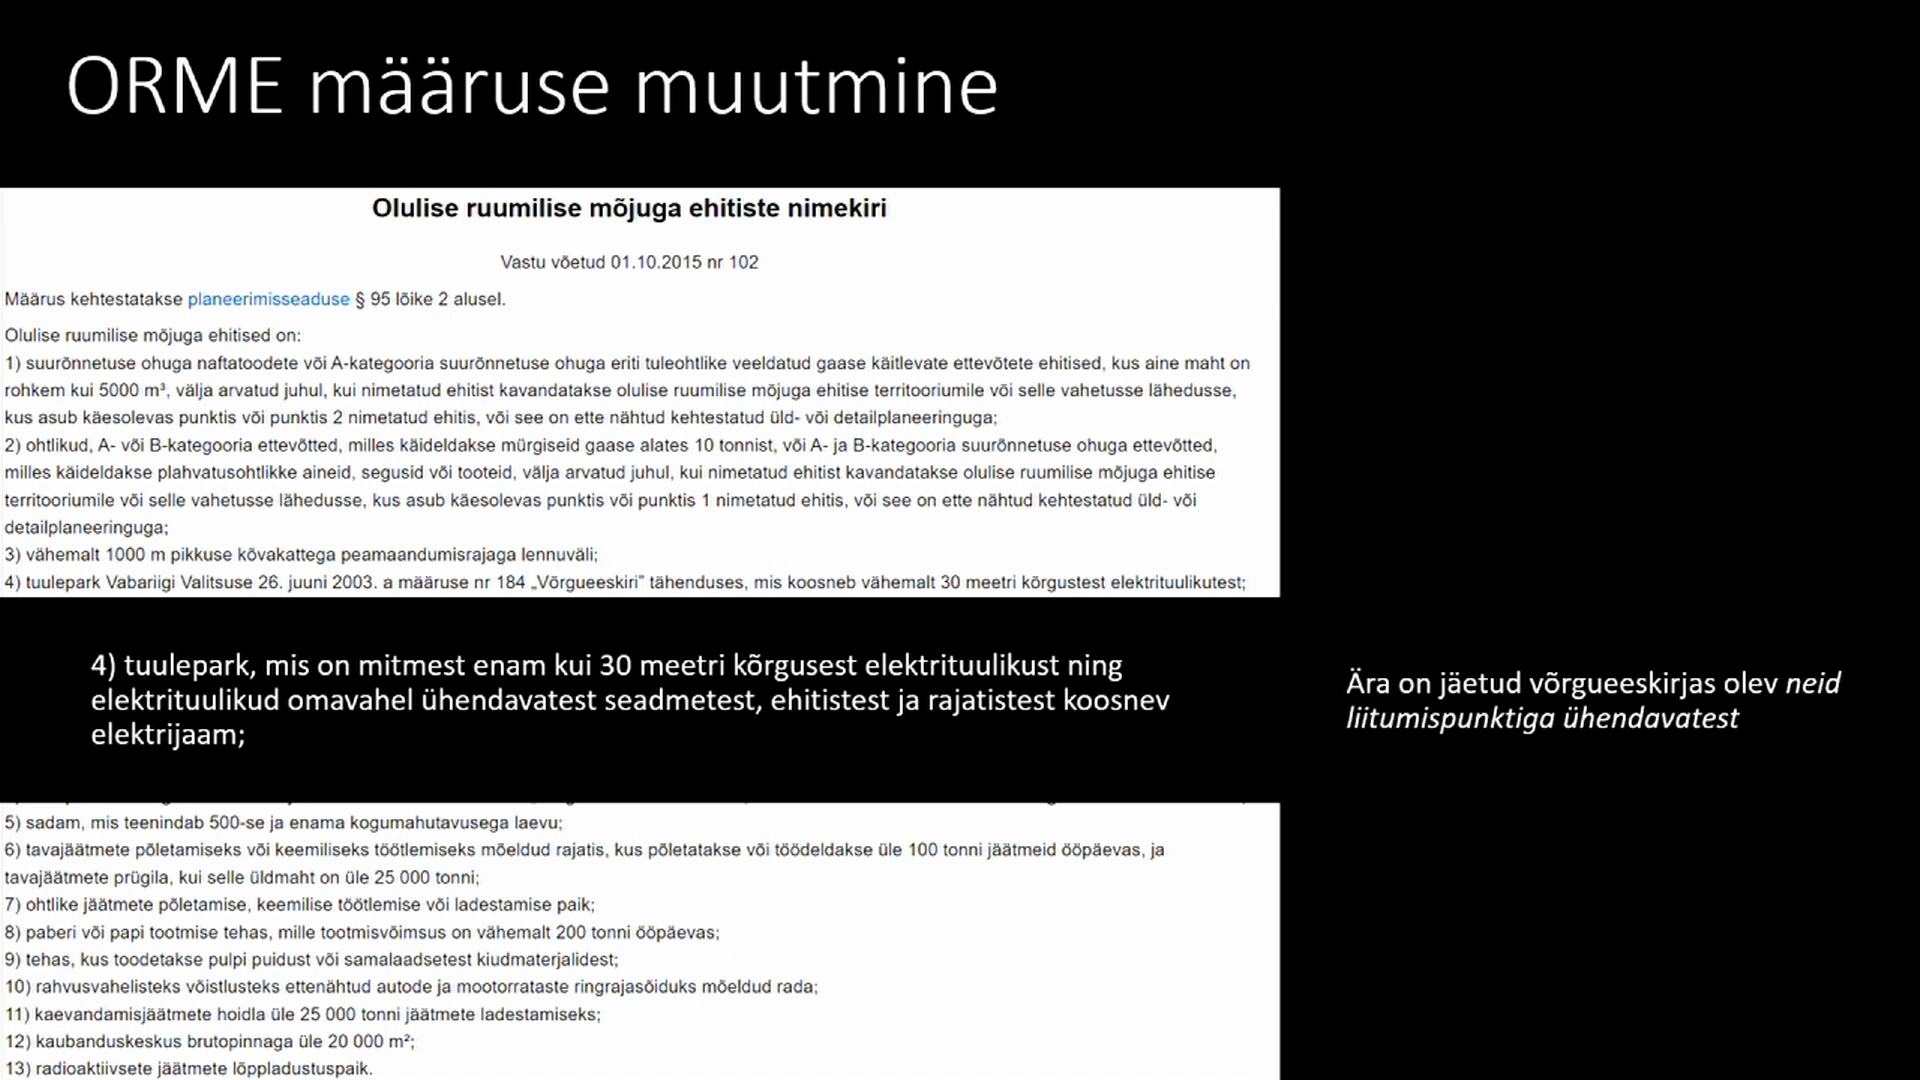 ORME määruse muutmine
Olulise ruumilise mõjuga ehitiste nimekiri
Vastu võetud 01.10.2015 nr 102
Määrus kehtestatakse planeerimisseaduse § 95 lõike 2 alusel.
Olulise ruumilise mõjuga ehitised on:
1) suurõnnetuse ohuga naftatoodete või A-kategooria suurõnnetuse ohuga eriti tuleohtlike veeldatud gaase käitlevate ettevõtete ehitised, kus aine maht on
rohkem kui 5000 m³, välja arvatud juhul, kui nimetatud ehitist kavandatakse olulise ruumilise mõjuga ehitise territooriumile või selle vahetusse lähedusse,
kus asub käesolevas punktis või punktis 2 nimetatud ehitis, või see on ette nähtud kehtestatud üld- või detailplaneeringuga;
2) ohtlikud, A- või B-kategooria ettevõtted, milles käideldakse mürgiseid gaase alates 10 tonnist, või A- ja B-kategooria suurõnnetuse ohuga ettevõtted,
milles käideldakse plahvatusohtlikke aineid, segusid või tooteid, välja arvatud juhul, kui nimetatud ehitist kavandatakse olulise ruumilise mõjuga ehitise
territooriumile või selle vahetusse lähedusse, kus asub käesolevas punktis või punktis 1 nimetatud ehitis, või see on ette nähtud kehtestatud üld- või
detailplaneeringuga;
3) vähemalt 1000 m pikkuse kõvakattega peamaandumisrajaga lennuväli;
4) tuulepark Vabariigi Valitsuse 26. juuni 2003. a määruse nr 184 „Võrgueeskiri” tähenduses, mis koosneb vähemalt 30 meetri kõrgustest elektrituulikutest;
4) tuulepark, mis on mitmest enam kui 30 meetri kõrgusest elektrituulikust ning
elektrituulikud omavahel ühendavatest seadmetest, ehitistest ja rajatistest koosnev
elektrijaam;
Ära on jäetud võrgueeskirjas olev neid
liitumispunktiga ühendavatest
5) sadam, mis teenindab 500-se ja enama kogumahutavusega laevu;
6) tavajäätmete põletamiseks või keemiliseks töötlemiseks mõeldud rajatis, kus põletatakse või töödeldakse üle 100 tonni jäätmeid ööpäevas, ja
tavajäätmete prügila, kui selle üldmaht on üle 25 000 tonni;
7) ohtlike jäätmete põletamise, keemilise töötlemise või ladestamise paik;
8) paberi või papi tootmise tehas, mille tootmisvõimsus on vähemalt 200 tonni ööpäevas;
9) tehas, kus toodetakse pulpi puidust või samalaadsetest kiudmaterjalidest;
10) rahvusvahelisteks võistlusteks ettenähtud autode ja mootorrataste ringrajasõiduks mõeldud rada;
11) kaevandamisjäätmete hoidla üle 25 000 tonni jäätmete ladestamiseks;
12) kaubanduskeskus brutopinnaga üle 20 000 m²;
13) radioaktiivsete jäätmete lõppladustuspaik.